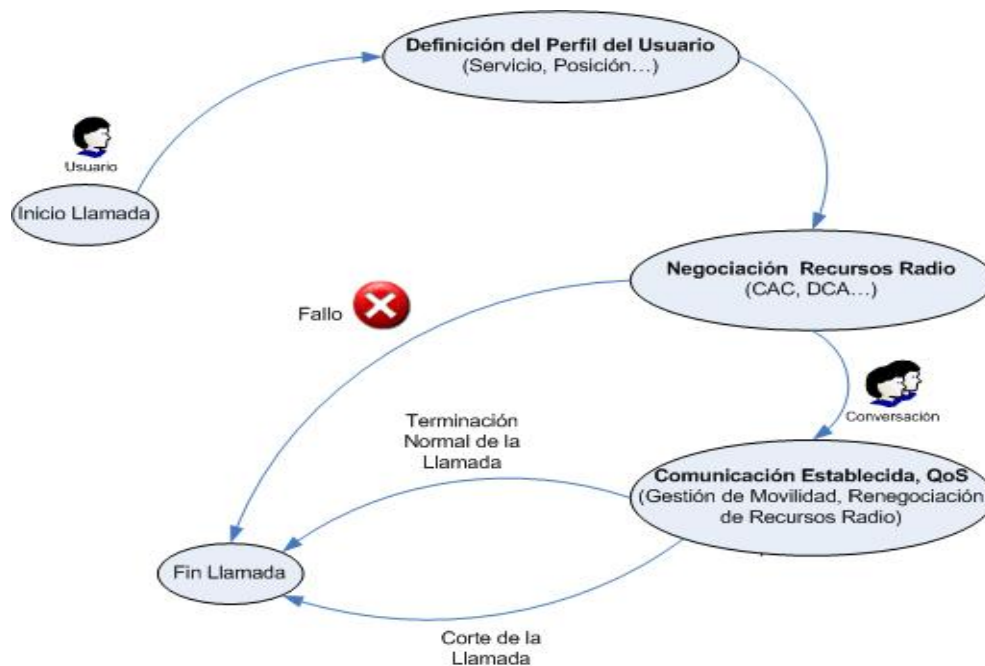 Definición del Perfil del Usuario
(Servicio, Posición...)
Usuario
Inicio Llamada
Negociación Recursos Radio
(CAC, DCA...)
Fallo
Conversación
Terminación
Normal de la
Llamada
Comunicación Establecida, QoS
(Gestión de Movilidad, Renegociación
de Recursos Radio)
Fin Llamada
Corte de la
Llamada